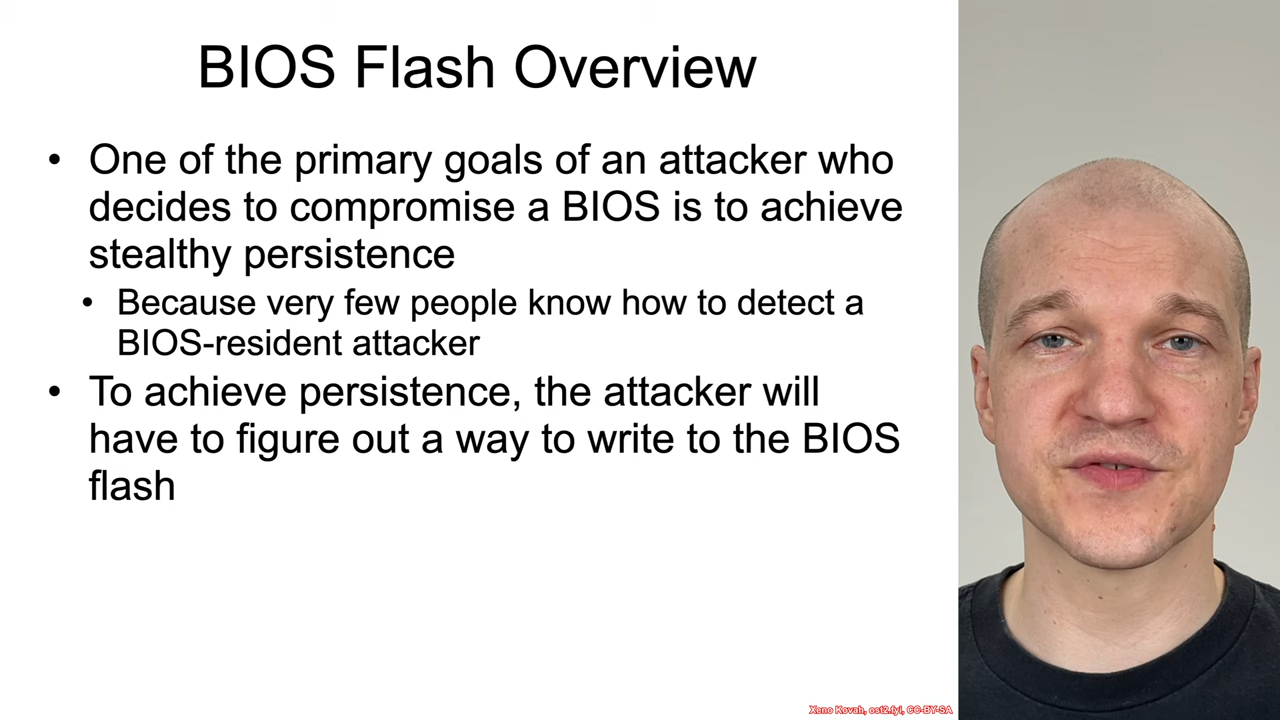 BIOS Flash Overview
• One of the primary goals of an attacker who
decides to compromise a BIOS is to achieve
stealthy persistence
• Because very few people know how to detect a
BIOS-resident attacker
• To achieve persistence, the attacker will
have to figure out a way to write to the BIOS
flash
Xeno Kovah, ost2.fyi, CC-BY-SA